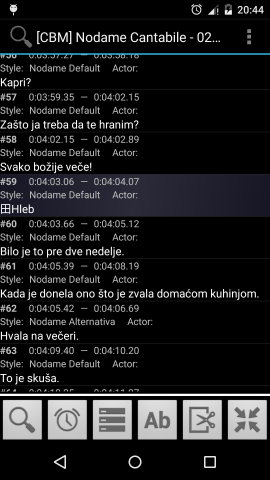 20:44
[CBM] Nodame Cantabile - 02...
#56 0:03:57.27 — 0:03:58.18
Style: Nodame Default Actor:
Kapri?
#57 0:03:59.35 — 0:04:02.15
Style: Nodame Default Actor:
Zašto ja treba da te hranim?
#58 0:04:02.15 — 0:04:02.89
Style: Nodame Default Actor:
Svako božije veče!
#59 0:04:03.06 — 0:04:04.07
Style: Nodame Default Actor:
田Hleb
#60 0:04:03.66 — 0:04:05.12
Style: Nodame Default Actor:
Bilo je to pre dve nedelje.
#61 0:04:05.39 — 0:04:08.19
Style: Nodame Default Actor:
Kada je donela ono što je zvala domaćom kuhinjom.
#62 0:04:05.42 — 0:04:06.69
Style: Nodame Alternativa Actor:
Hvala na večeri.
#63 0:04:09.40 — 0:04:10.20
Style: Nodame Default Actor:
To je skuša.
Ab